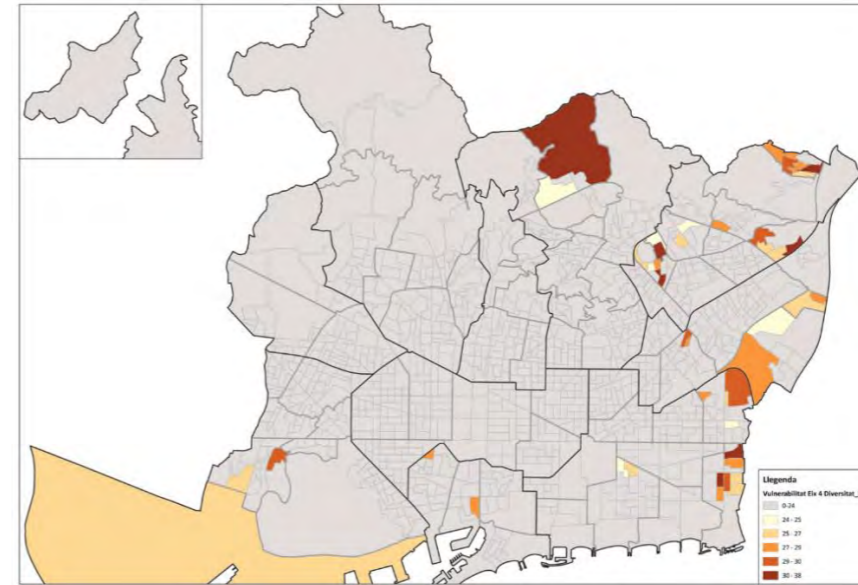 Llegenda
Vulnerabilitat Eix 4 Diversitat_
0-24
24 - 25
25 - 27
27 - 29
29 - 30
30 - 38